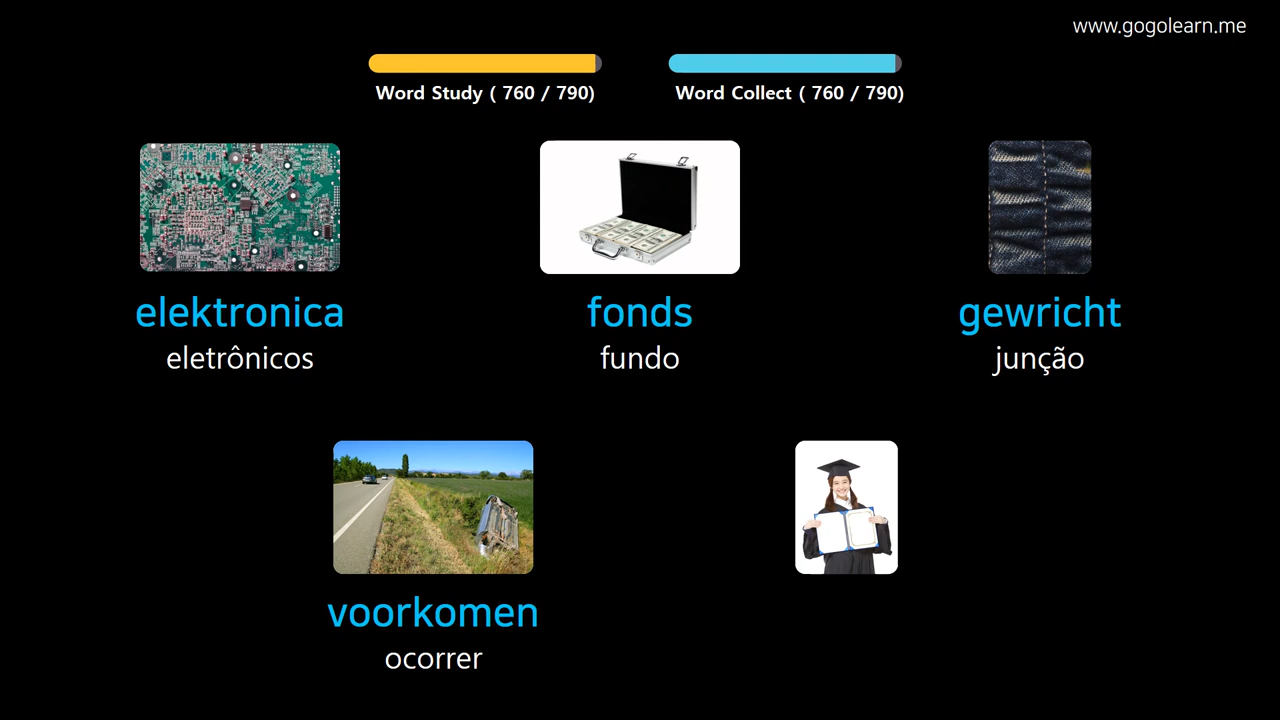 www.gogolearn.me
Word Study ( 760 / 790)
Word Collect ( 760 / 790)
elektronica
eletrônicos
fonds
fundo
gewricht
junção
voorkomen
ocorrer